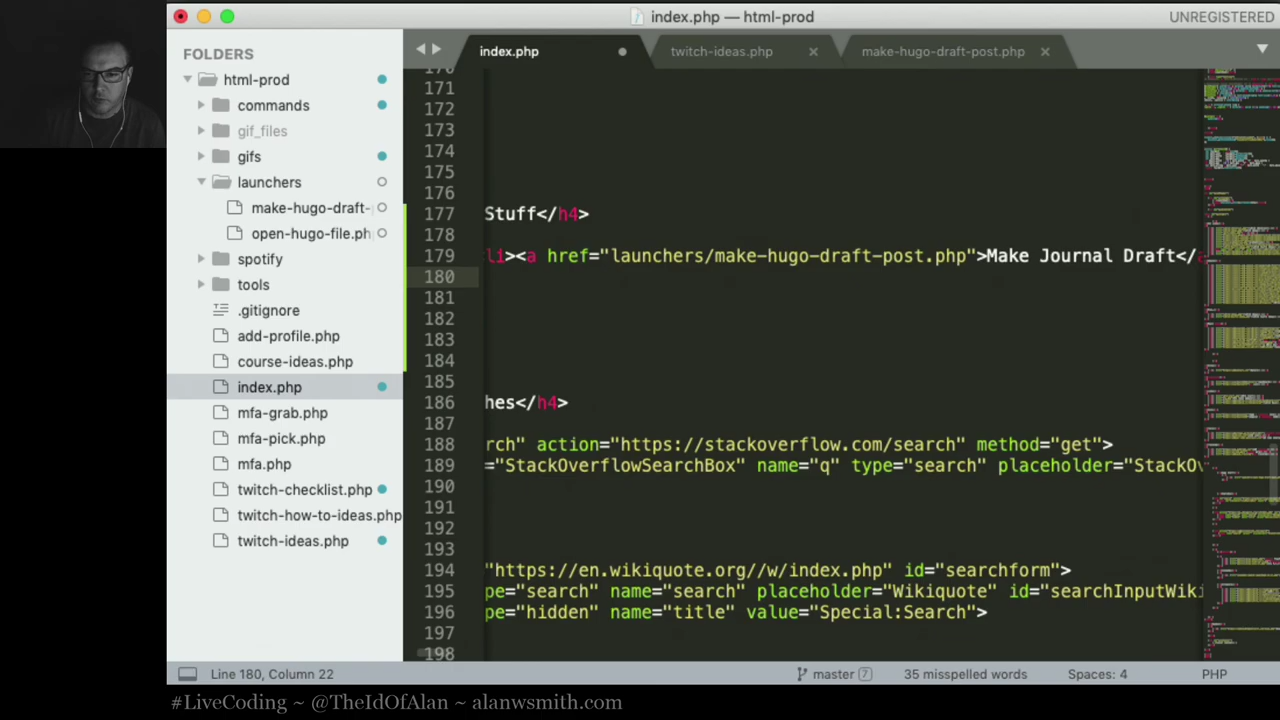 index.php — html-prod
UNREGISTERED
FOLDERS
html-prod
commands
gif_files
gifs
launchers
make-hugo-draft-
open-hugo-file.ph
spotify
tools
.gitignore
add-profile.php
course-ideas.php
index.php
mfa-grab.php
mfa-pick.php
mfa.php
twitch-checklist.php
twitch-how-to-ideas.php
twitch-ideas.php
index.php
twitch-ideas.php
make-hugo-draft-post.php
170
171
172
173
174
175
176
177 Stuff</h4>
178
179 li><a href="launchers/make-hugo-draft-post.php">Make Journal Draft</a
180
181
182
183
184
185
186 hes</h4>
187
188 rch" action="https://stackoverflow.com/search" method="get">
189 ="StackOverflowSearchBox" name="q" type="search" placeholder="StackOv
190
191
192
193
194 "https://en.wikiquote.org//w/index.php" id="searchform">
195 pe="search" name="search" placeholder="Wikiquote" id="searchInputWiki
196 pe="hidden" name="title" value="Special:Search">
197
198
Line 180, Column 22
master 7
35 misspelled words
Spaces: 4
PHP
#LiveCoding ~ @TheIdOfAlan ~ alanwsmith.com